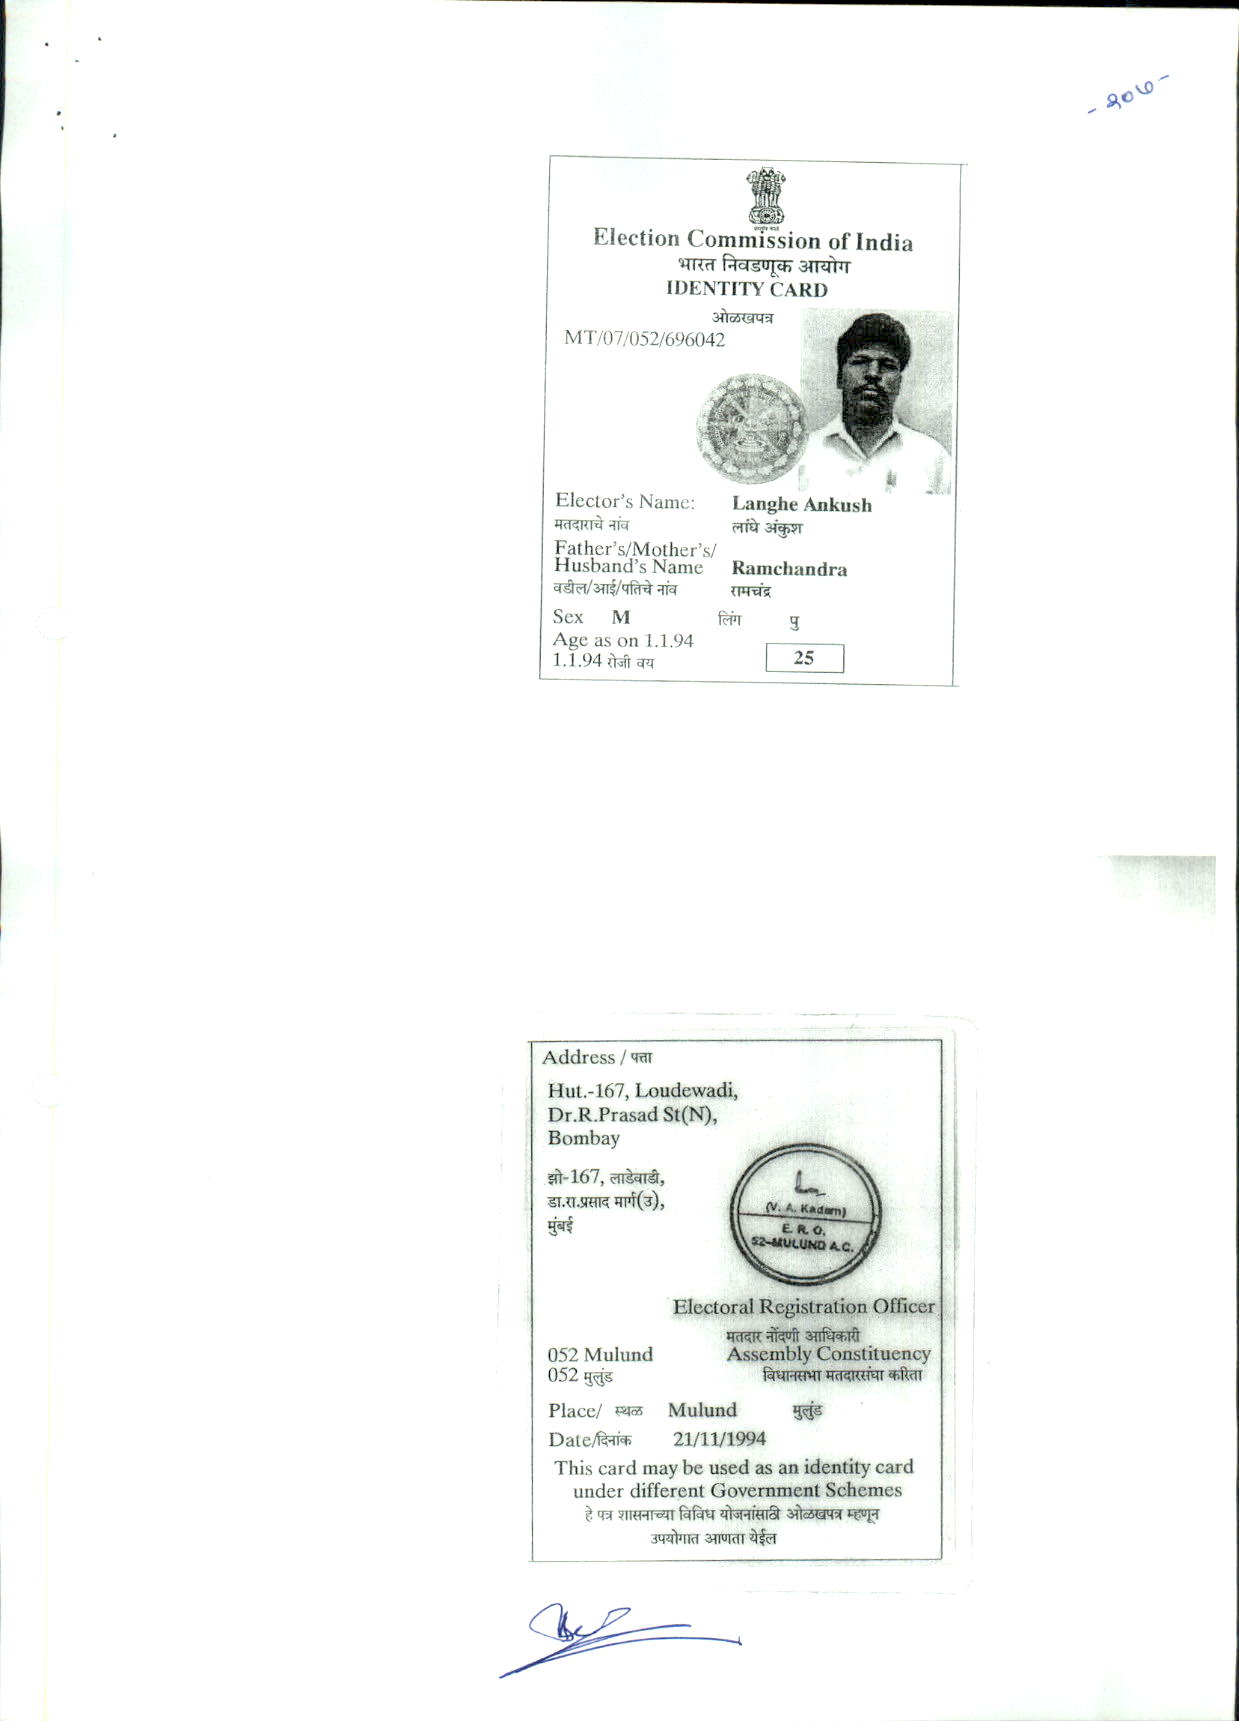 - २०७ -
Election Commission of India
भारत निवडणूक आयोग
IDENTITY CARD
ओळखपत्र
MT/07/052/696042
Elector's Name: Langhe Ankush
मतदाराचे नांव लांघे अंकुश
Father's/Mother's/
Husband's Name Ramchandra
वडील/आई/पतिचे नांव रामचंद्र
Sex M लिंग पु
Age as on 1.1.94
1.1.94 रोजी वय 25
Address / पत्ता
Hut.-167, Loudewadi,
Dr.R.Prasad St(N),
Bombay
झो-167, लाडेवाडी,
डा.रा.प्रसाद मार्ग(उ),
मुंबई
(V. A. Kadam)
E. R. O.
52-MULUND A.C.
Electoral Registration Officer
मतदार नोंदणी आधिकारी
052 Mulund Assembly Constituency
052 मुलुंड विधानसभा मतदारसंघा करिता
Place/ स्थळ Mulund मुलुंड
Date/दिनांक 21/11/1994
This card may be used as an identity card
under different Government Schemes
हे पत्र शासनाच्या विविध योजनांसाठी ओळखपत्र म्हणून
उपयोगात आणता येईल